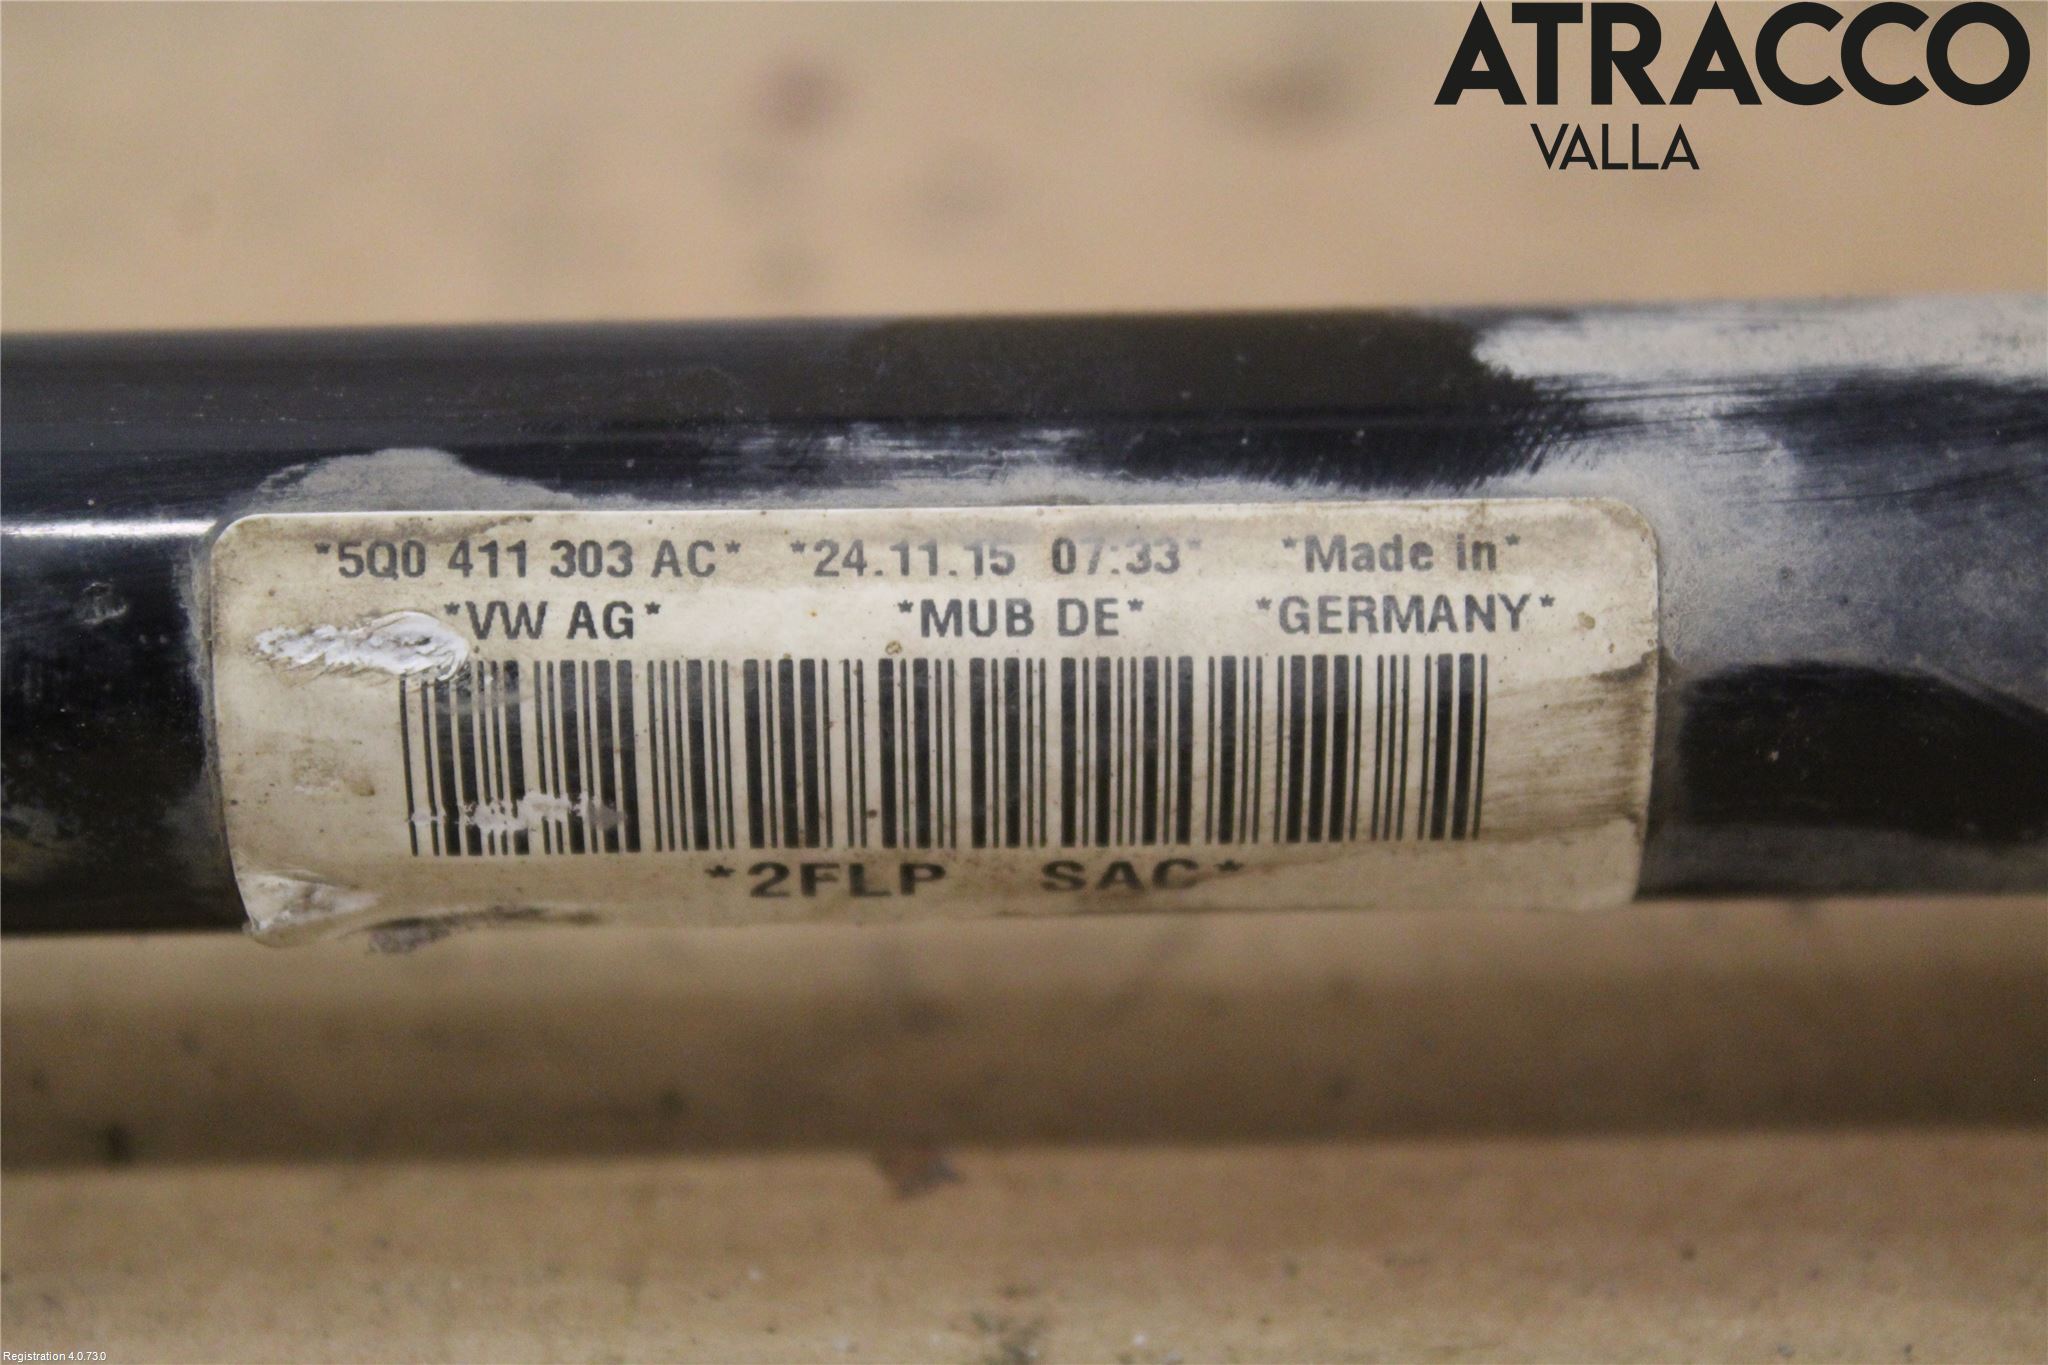 ATRACCO
VALLA
*5Q0 411 303 AC* *24.11.15 07:33* *Made in*
*VW AG* *MUB DE* *GERMANY*
*2FLP SAC*
Registration 4.0.73.0